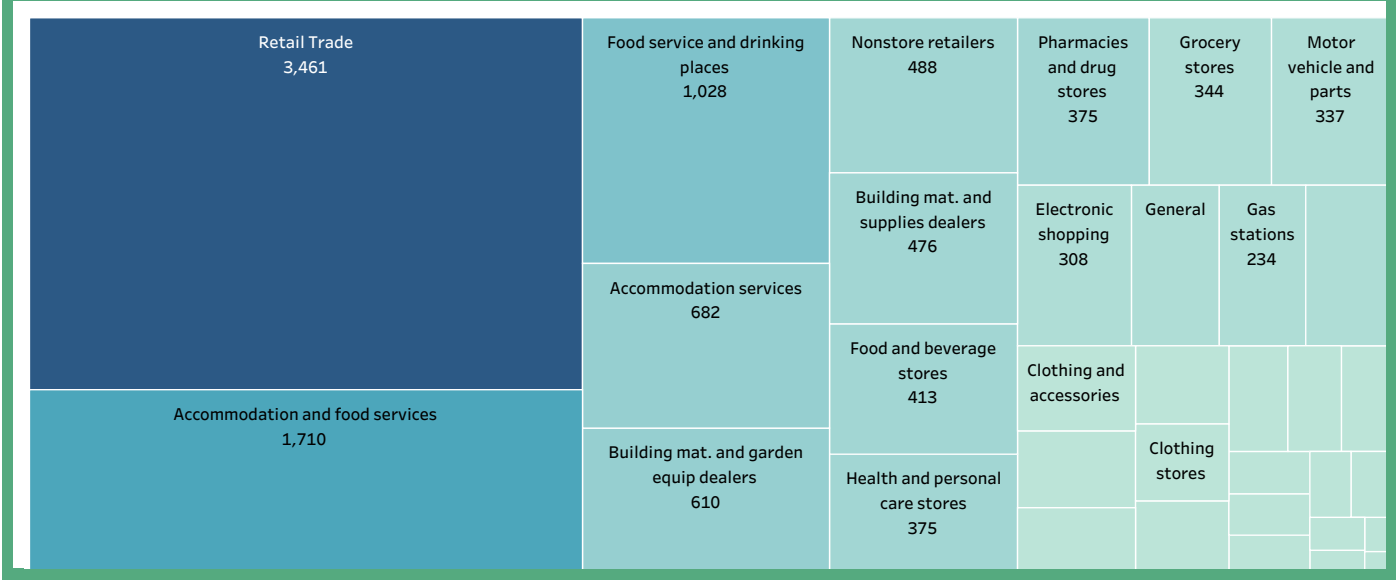 Retail Trade
3,461
Accommodation and food services
1,710
Food service and drinking
places
1,028
Accommodation services
682
Building mat. and garden
equip dealers
610
Nonstore retailers
488
Building mat. and
supplies dealers
476
Food and beverage
stores
413
Health and personal
care stores
375
Pharmacies
and drug
stores
375
Grocery
stores
344
Motor
vehicle and
parts
337
Electronic
shopping
308
General
Gas
stations
234
Clothing and
accessories
Clothing
stores